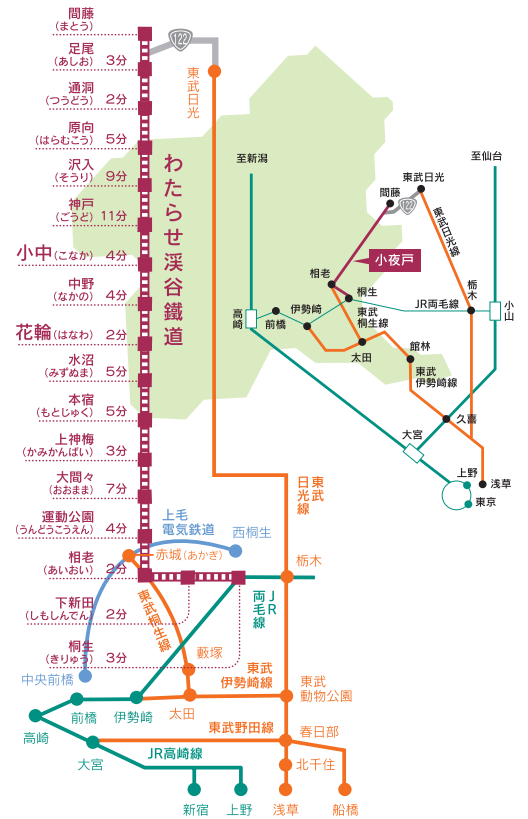 間藤
(まとう)
足尾
(あしお) 3分
通洞
(つうどう) 2分
原向
(はらむこう) 5分
沢入
(そうり) 9分
神戸
(ごうど) 11分
小中(こなか) 4分
中野
(なかの) 4分
花輪(はなわ) 2分
水沼
(みずぬま) 5分
本宿
(もとじゅく) 5分
上神梅
(かみかんばい) 3分
大間々
(おおまま) 7分
運動公園
(うんどうこうえん) 4分
相老
(あいおい) 2分
下新田
(しもしんでん) 2分
桐生
(きりゅう) 3分
わたらせ渓谷鐵道
122
東武日光
上毛
電気鉄道
西桐生
赤城(あかぎ)
中央前橋
東武桐生線
藪塚
太田
東武
伊勢崎線
JR
両毛線
東武
日光線
栃木
東武
動物公園
東武野田線
春日部
北千住
浅草
船橋
前橋
伊勢崎
高崎
大宮
JR高崎線
新宿
上野
至新潟
至仙台
間藤
122
東武日光
東武日光線
小夜戸
相老
桐生
JR両毛線
栃木
小山
高崎
前橋
伊勢崎
東武
桐生線
太田
館林
東武
伊勢崎線
久喜
大宮
上野
浅草
東京